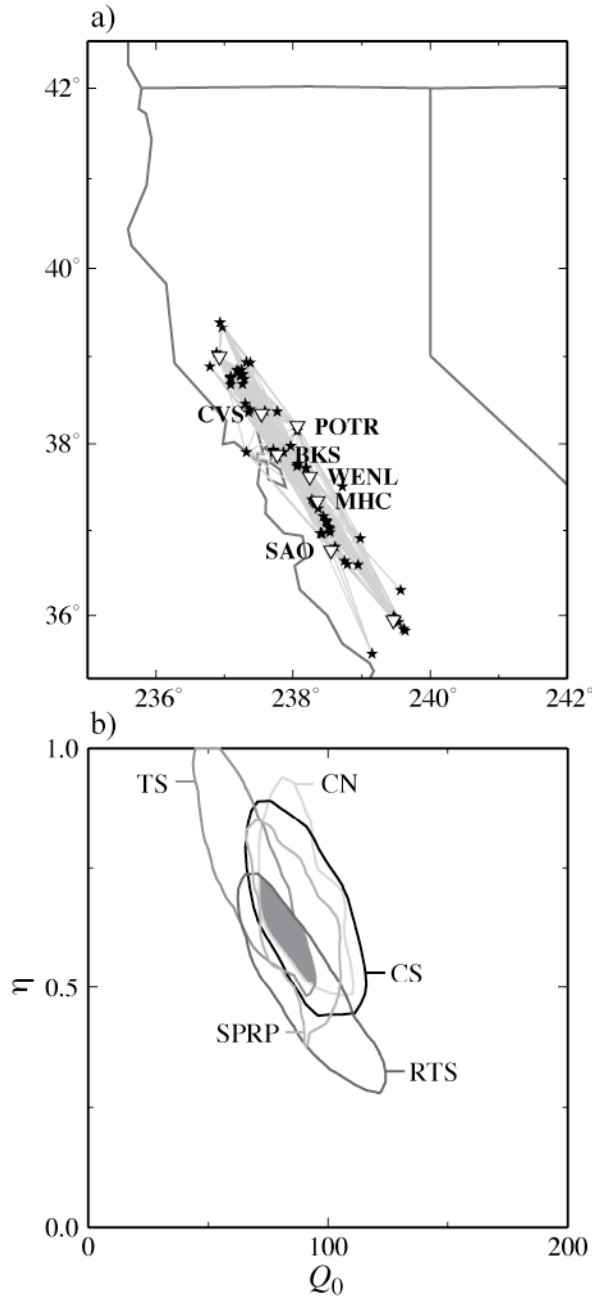 a)
42°
40°
38°
36°
CVS
POTR
BKS
WENL
MHC
SAO
236° 238° 240° 242°
b)
1.0
0.5
0.0
η
TS
CN
CS
SPRP
RTS
0 100 200
Q0